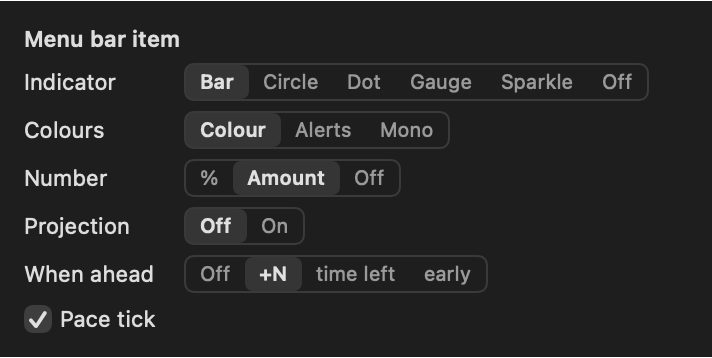 Menu bar item
Indicator Bar Circle Dot Gauge Sparkle Off
Colours Colour Alerts Mono
Number % Amount Off
Projection Off On
When ahead Off +N time left early
Pace tick